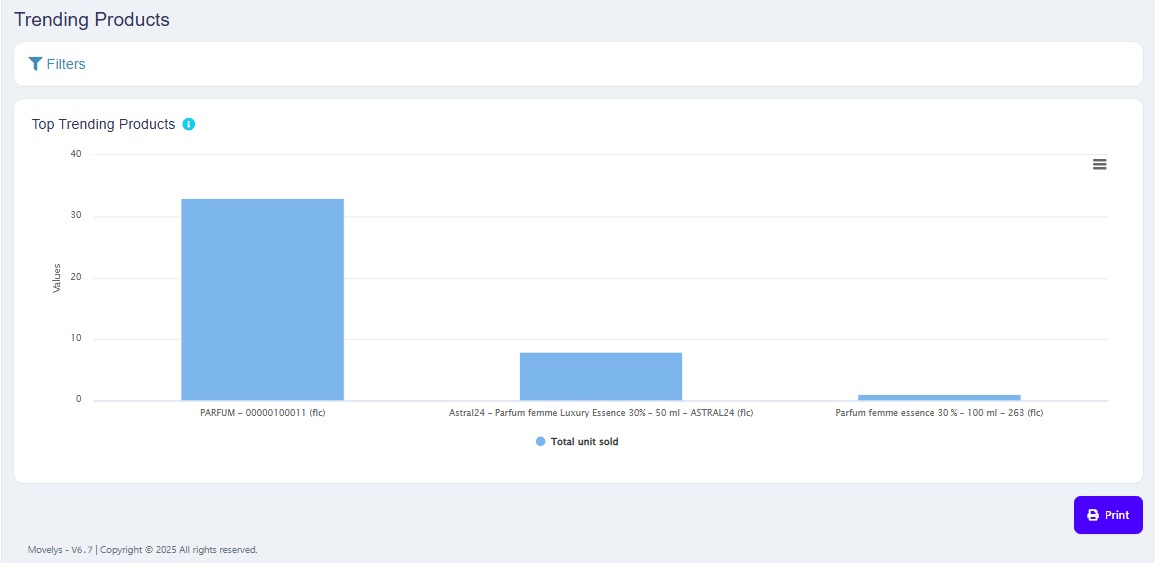 Trending Products
Filters
Top Trending Products
40
30
20
10
0
Values
PARFUM - 00000100011 (flc)
Astral24 - Parfum femme Luxury Essence 30% - 50 ml - ASTRAL24 (flc)
Parfum femme essence 30 % - 100 ml - 263 (flc)
Total unit sold
Print
Movelys - V6.7 | Copyright © 2025 All rights reserved.